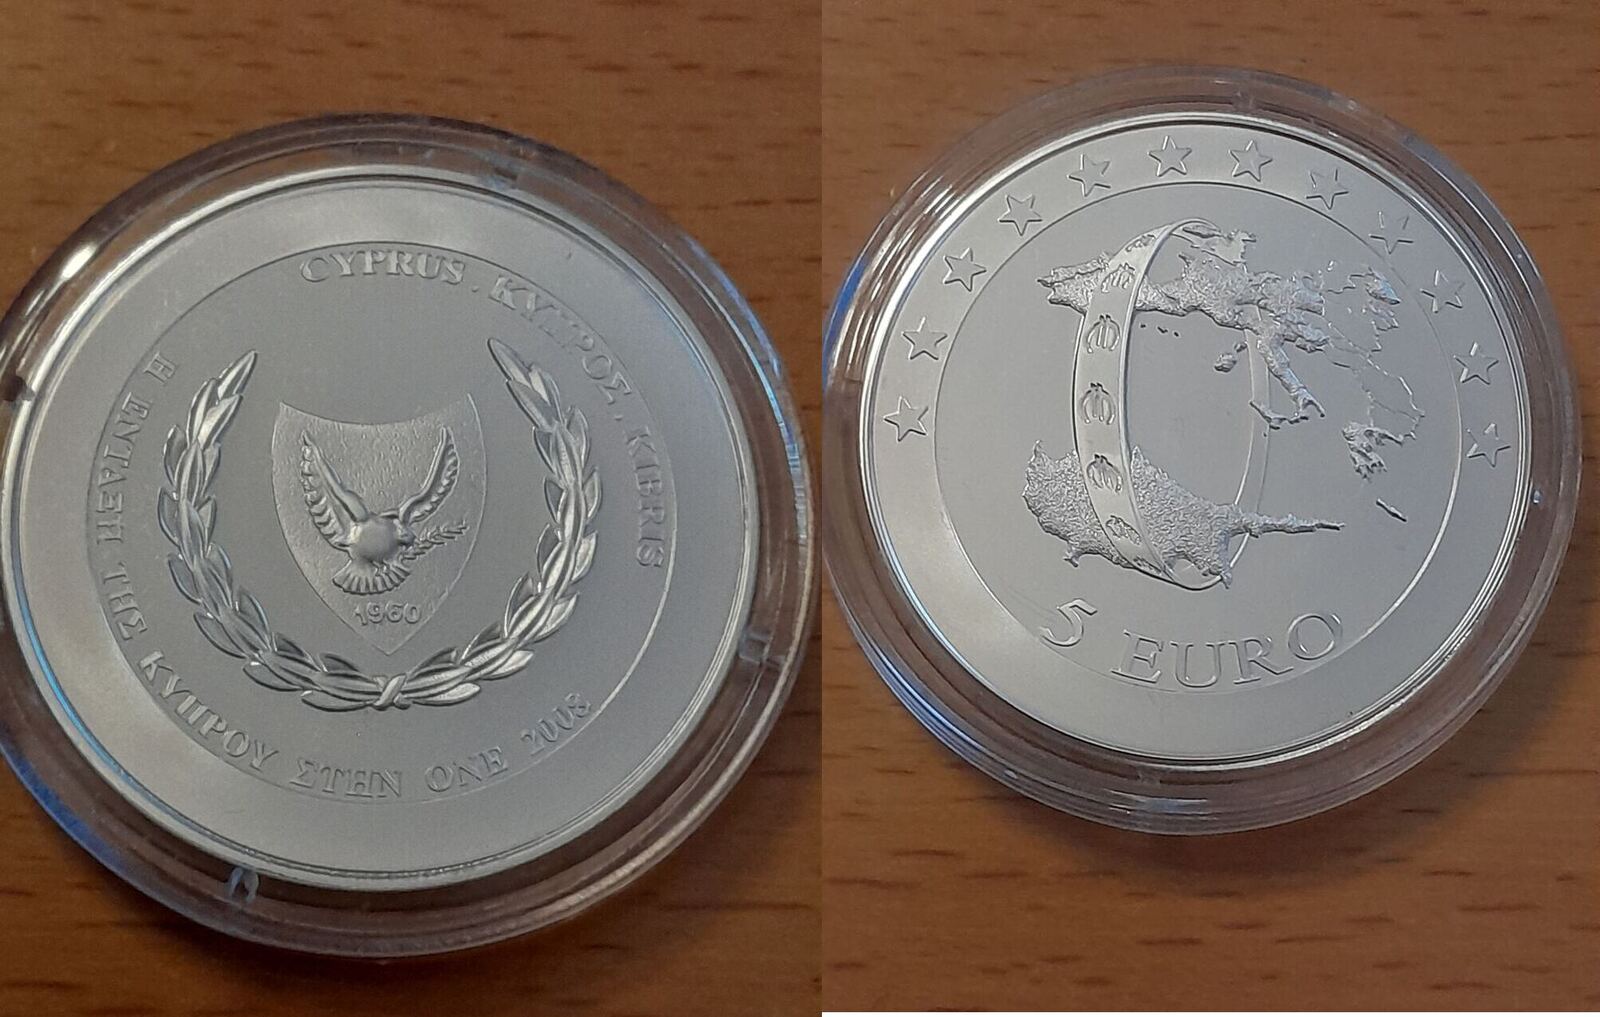 CYPRUS . ΚΥΠΡΟΣ . KIBRIS
Η ΕΝΤΑΞΗ ΤΗΣ ΚΥΠΡΟΥ ΣΤΗΝ ΟΝΕ 2008
1960
5 EURO